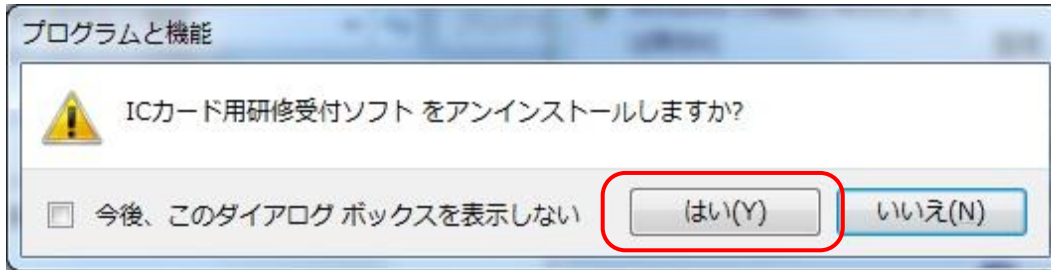 プログラムと機能
ICカード用研修受付ソフト をアンインストールしますか?
今後、このダイアログ ボックスを表示しない
はい(Y)
いいえ(N)